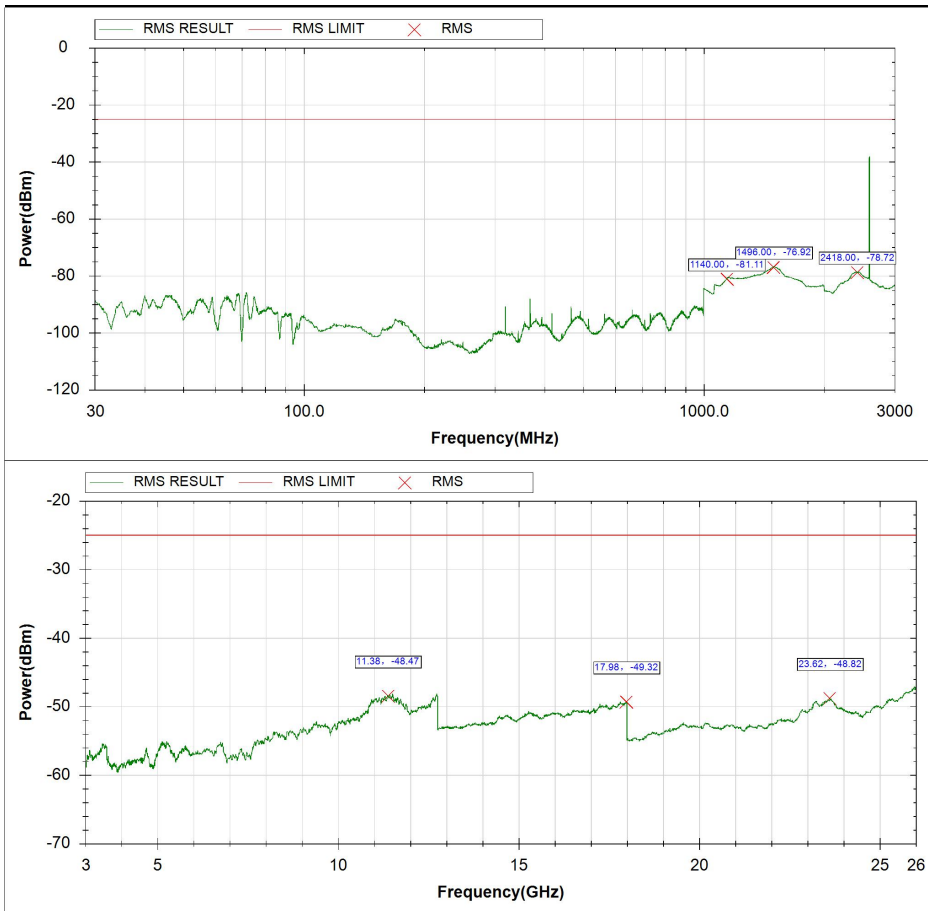 RMS RESULT RMS LIMIT RMS
0
-20
-40
-60
-80
-100
-120
Power(dBm)
1496.00, -76.92
1140.00, -81.11
2418.00, -78.72
30 100.0 1000.0 3000
Frequency(MHz)
RMS RESULT RMS LIMIT RMS
-20
-30
-40
-50
-60
-70
Power(dBm)
11.38, -48.47
17.98, -49.32
23.62, -48.82
3 5 10 15 20 25 26
Frequency(GHz)